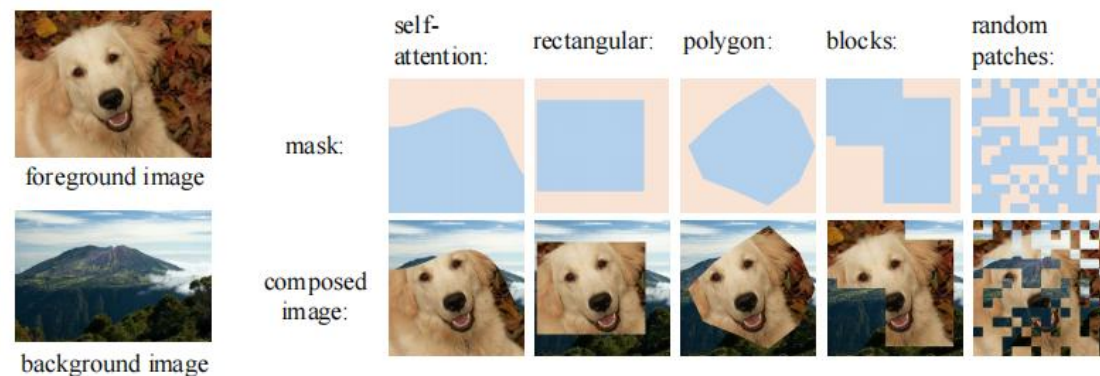 foreground image
background image
self-
attention:
rectangular:
polygon:
blocks:
random
patches:
mask:
composed
image: